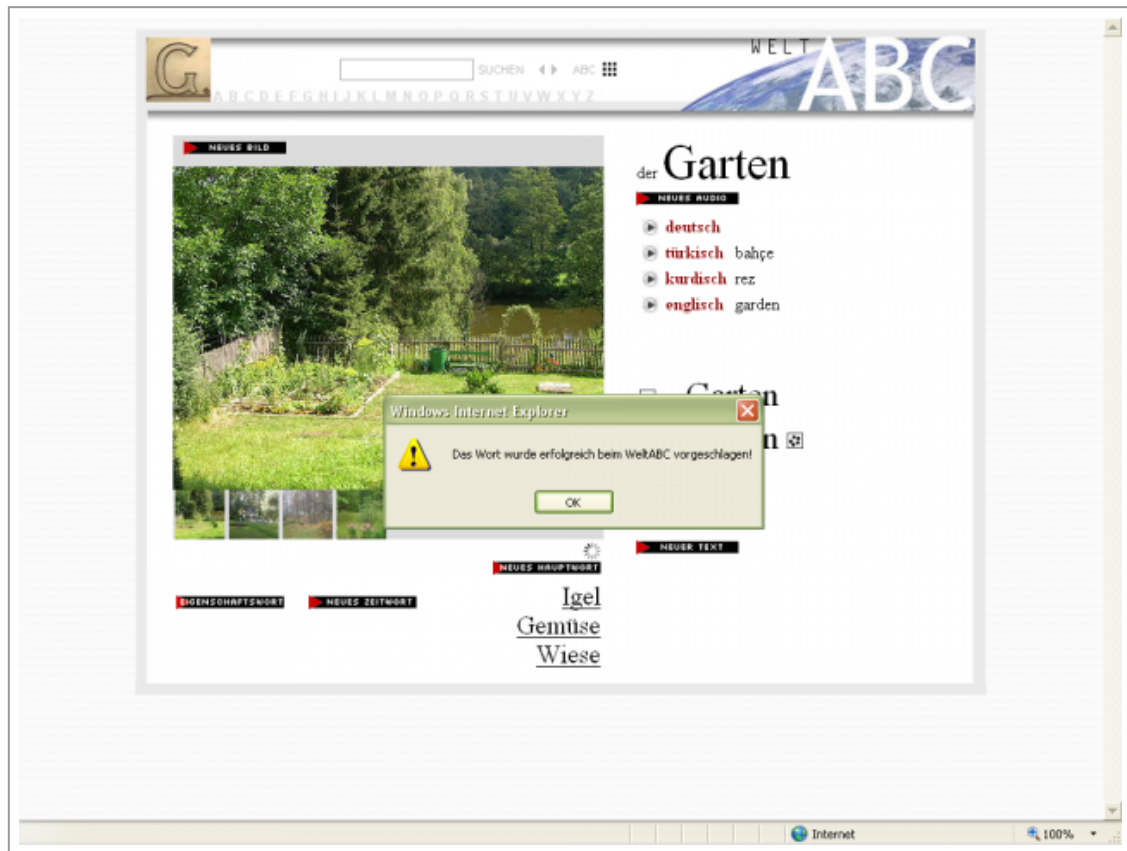 WELT
ABC
G
SUCHEN ABC
A B C D E F G H I J K L M N O P Q R S T U V W X Y Z
NEUES BILD
der Garten
NEUES AUDIO
deutsch
türkisch bahçe
kurdisch rez
englisch garden
Garten
Windows Internet Explorer
Das Wort wurde erfolgreich beim WeltABC vorgeschlagen!
OK
n
NEUER TEXT
NEUES HAUPTWORT
EIGENSCHAFTSWORT NEUES ZEITWORT
Igel
Gemüse
Wiese
Internet 100%